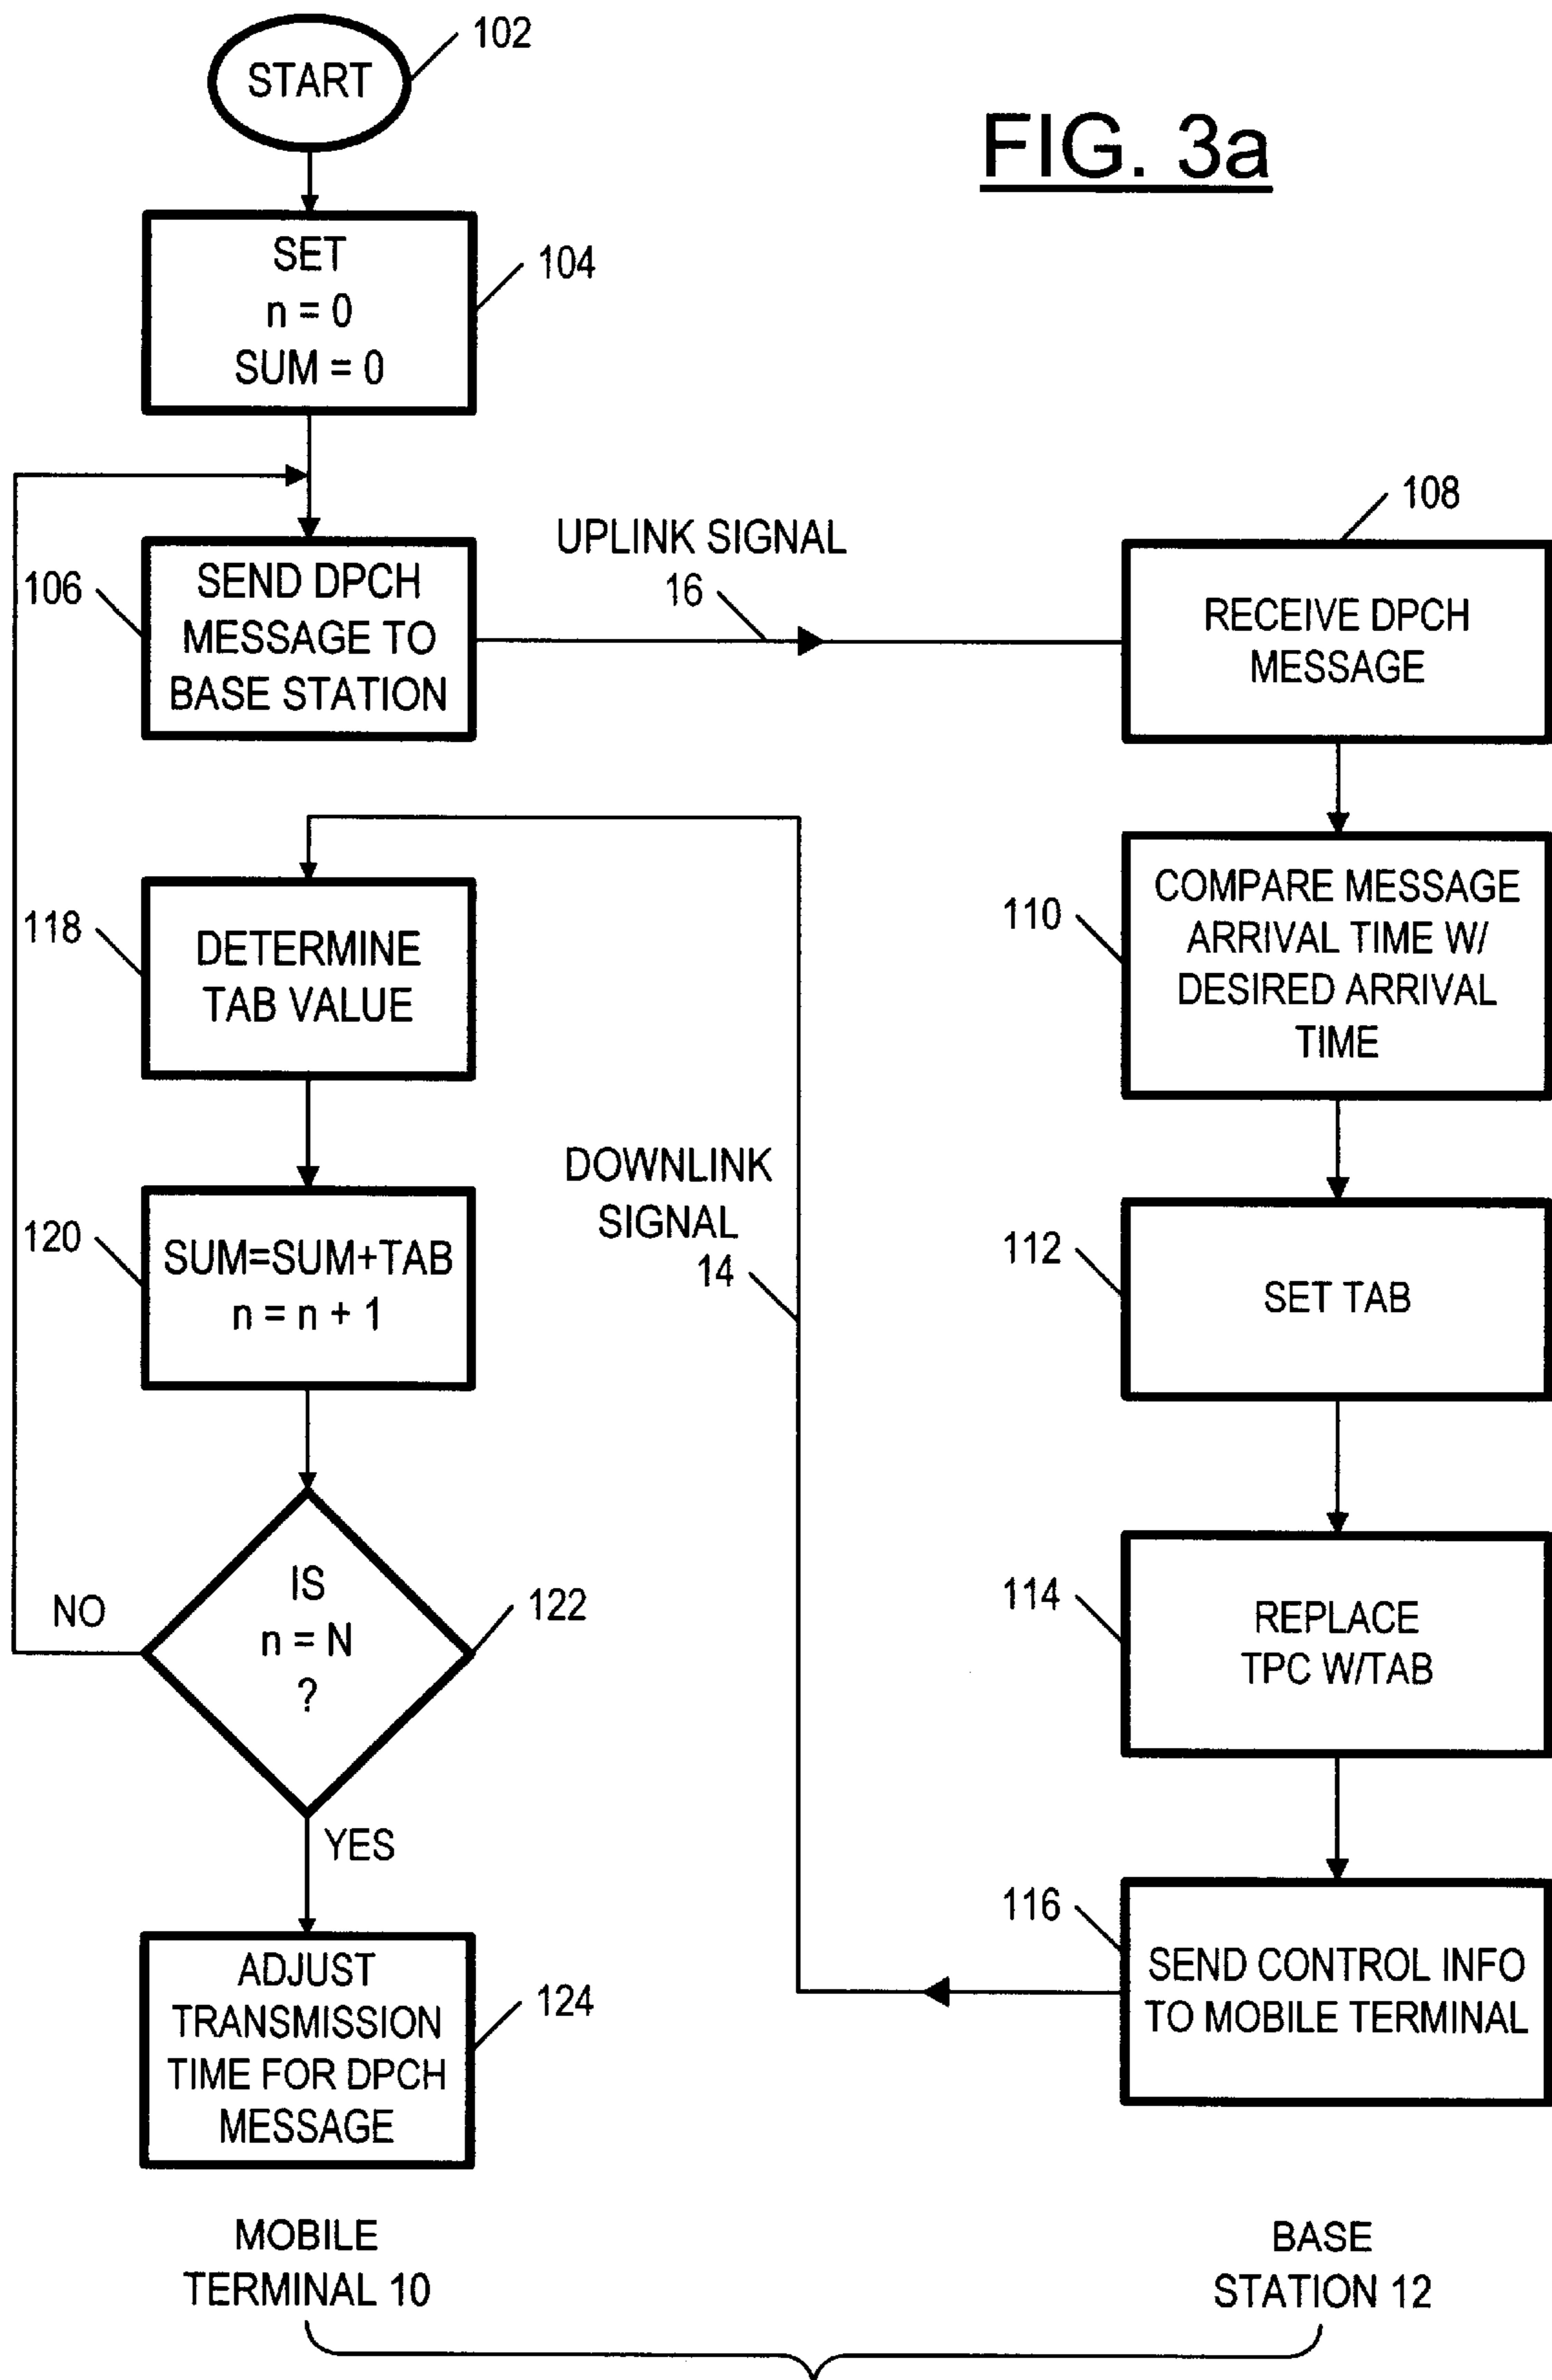 FIG. 3a
START
102
SET
n = 0
SUM = 0
104
SEND DPCH
MESSAGE TO
BASE STATION
106
UPLINK SIGNAL
16
108
RECEIVE DPCH
MESSAGE
110
COMPARE MESSAGE
ARRIVAL TIME W/
DESIRED ARRIVAL
TIME
112
SET TAB
114
REPLACE
TPC W/TAB
116
SEND CONTROL INFO
TO MOBILE TERMINAL
DOWNLINK
SIGNAL
14
118
DETERMINE
TAB VALUE
120
SUM=SUM+TAB
n = n + 1
IS
n = N
?
122
NO
YES
ADJUST
TRANSMISSION
TIME FOR DPCH
MESSAGE
124
MOBILE
TERMINAL 10
BASE
STATION 12